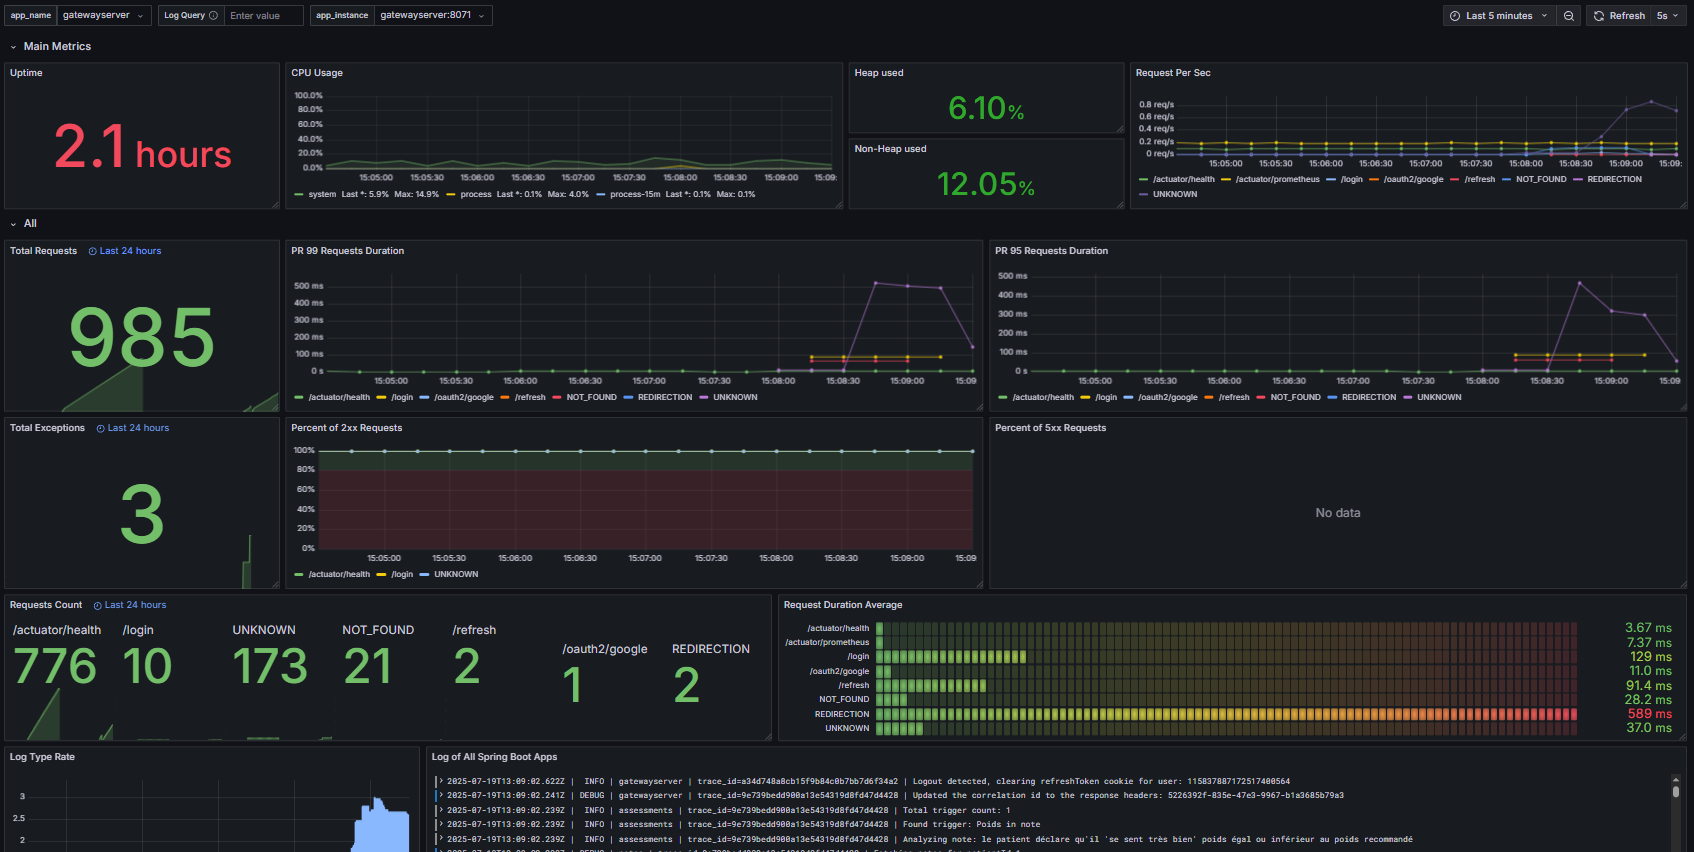 app_name gatewayserver Log Query Enter value app_instance gatewayserver:8071 Last 5 minutes Refresh 5s
Main Metrics
Uptime
2.1 hours
CPU Usage
100.0%
80.0%
60.0%
40.0%
20.0%
0.0%
15:05:00 15:05:30 15:06:00 15:06:30 15:07:00 15:07:30 15:08:00 15:08:30 15:09:00 15:09:
system Last *: 5.9% Max: 14.9% process Last *: 0.1% Max: 4.0% process-15m Last *: 0.1% Max: 0.1%
Heap used
6.10%
Non-Heap used
12.05%
Request Per Sec
0.8 req/s
0.6 req/s
0.4 req/s
0.2 req/s
0 req/s
15:05:00 15:05:30 15:06:00 15:06:30 15:07:00 15:07:30 15:08:00 15:08:30 15:09:00 15:09:
/actuator/health /actuator/prometheus /login /oauth2/google /refresh NOT_FOUND REDIRECTION
UNKNOWN
All
Total Requests Last 24 hours
985
PR 99 Requests Duration
500 ms
400 ms
300 ms
200 ms
100 ms
0 s
15:05:00 15:05:30 15:06:00 15:06:30 15:07:00 15:07:30 15:08:00 15:08:30 15:09:00 15:09
/actuator/health /login /oauth2/google /refresh NOT_FOUND REDIRECTION UNKNOWN
PR 95 Requests Duration
500 ms
400 ms
300 ms
200 ms
100 ms
0 s
15:05:00 15:05:30 15:06:00 15:06:30 15:07:00 15:07:30 15:08:00 15:08:30 15:09:00 15:09
/actuator/health /login /oauth2/google /refresh NOT_FOUND REDIRECTION UNKNOWN
Total Exceptions Last 24 hours
3
Percent of 2xx Requests
100%
80%
60%
40%
20%
0%
15:05:00 15:05:30 15:06:00 15:06:30 15:07:00 15:07:30 15:08:00 15:08:30 15:09:00 15:09
/actuator/health /login UNKNOWN
Percent of 5xx Requests
No data
Requests Count Last 24 hours
/actuator/health /login UNKNOWN NOT_FOUND /refresh /oauth2/google REDIRECTION
776 10 173 21 2 1 2
Request Duration Average
/actuator/health 3.67 ms
/actuator/prometheus 7.37 ms
/login 129 ms
/oauth2/google 11.0 ms
/refresh 91.4 ms
NOT_FOUND 28.2 ms
REDIRECTION 589 ms
UNKNOWN 37.0 ms
Log Type Rate
3
2.5
2
Log of All Spring Boot Apps
2025-07-19T13:09:02.622Z | INFO | gatewayserver | trace_id=a34d748a8cb15f9b84c0b7bb7d6f34a2 | Logout detected, clearing refreshToken cookie for user: 115837887172517400564
2025-07-19T13:09:02.241Z | DEBUG | gatewayserver | trace_id=9e739bedd900a13e54319d8fd47d4428 | Updated the correlation id to the response headers: 5226392f-835e-47e3-9967-b1a3685b79a3
2025-07-19T13:09:02.239Z | INFO | assessments | trace_id=9e739bedd900a13e54319d8fd47d4428 | Total trigger count: 1
2025-07-19T13:09:02.239Z | INFO | assessments | trace_id=9e739bedd900a13e54319d8fd47d4428 | Found trigger: Poids in note
2025-07-19T13:09:02.239Z | INFO | assessments | trace_id=9e739bedd900a13e54319d8fd47d4428 | Analyzing note: le patient déclare qu'il 'se sent très bien' poids égal ou inférieur au poids recommandé